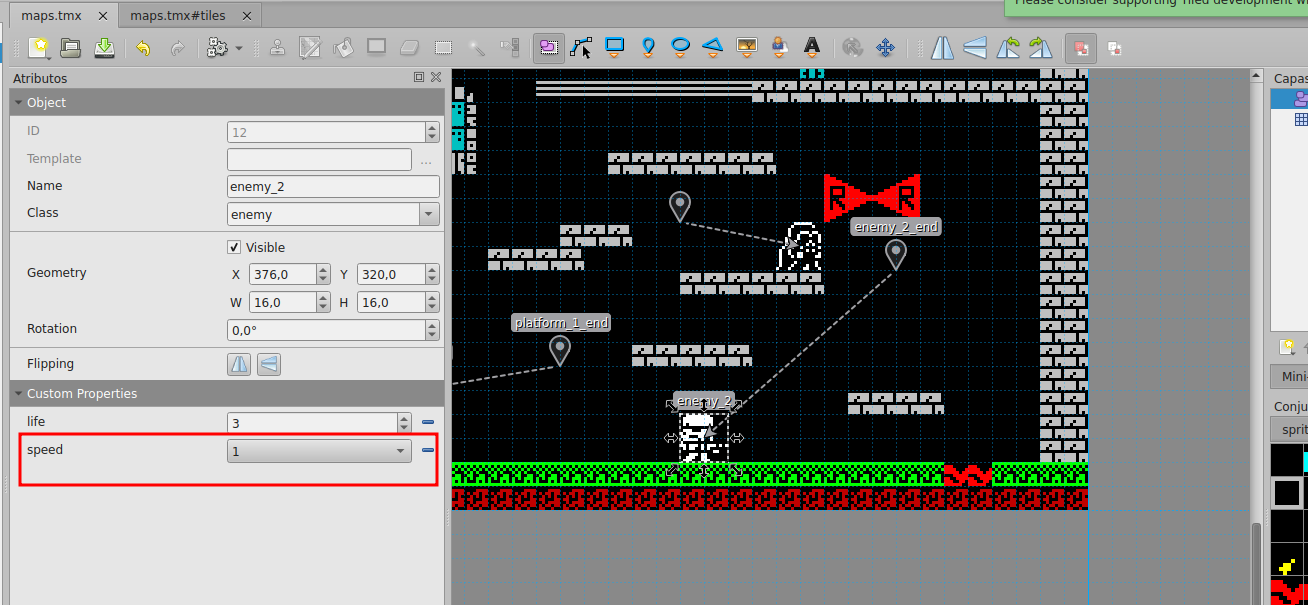 Please consider supporting Tiled development wi
maps.tmx
maps.tmx#tiles
Atributos
Object
ID
12
Template
...
Name
enemy_2
Class
enemy
Visible
Geometry
X 376,0 Y 320,0
W 16,0 H 16,0
Rotation
0,0°
Flipping
Custom Properties
life
3
speed
1
enemy_2_end
platform_1_end
enemy_2
Capas
Mini-
Conju
sprit